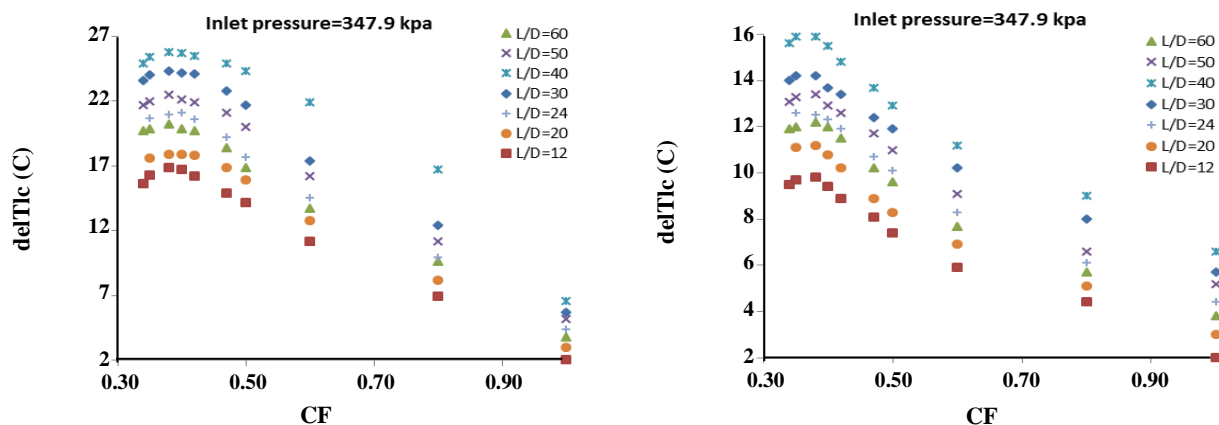 Inlet pressure=347.9 kpa
27
22
17
12
7
2
delTlc (C)
0.30
0.50
0.70
0.90
CF
L/D=60
L/D=50
L/D=40
L/D=30
L/D=24
L/D=20
L/D=12
Inlet pressure=347.9 kpa
16
14
12
10
8
6
4
2
delTlc (C)
0.30
0.50
0.70
0.90
CF
L/D=60
L/D=50
L/D=40
L/D=30
L/D=24
L/D=20
L/D=12